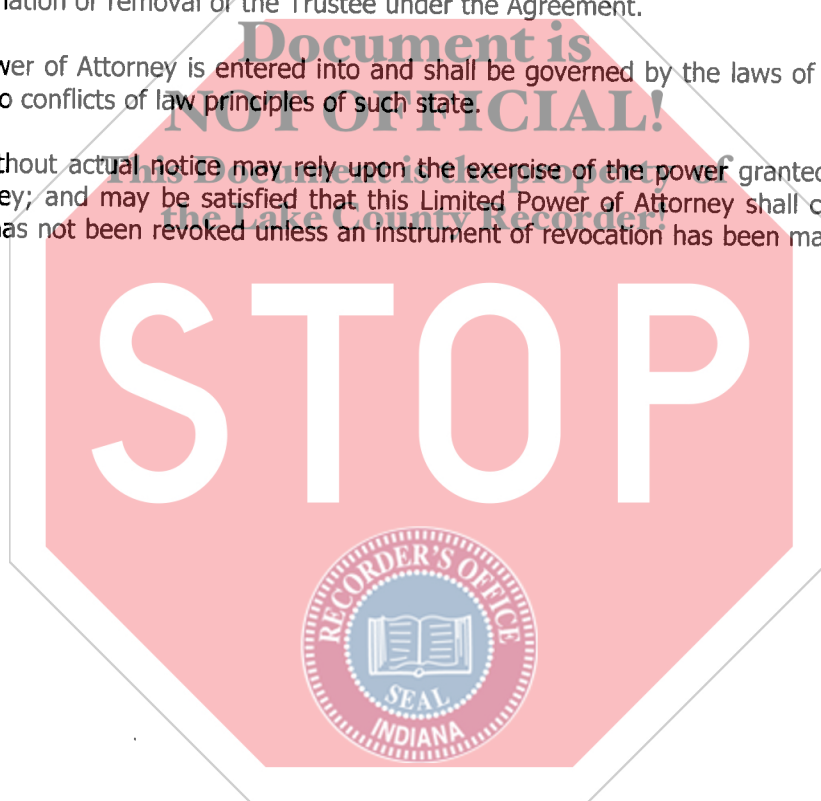 nation or removal of the Trustee under the Agreement.
Document is
wer of Attorney is entered into and shall be governed by the laws of
o conflicts of law principles of such state.
NOT OFFICIAL!
thout actual notice may rely upon the exercise of the power granted
This Document is the property of
ey; and may be satisfied that this Limited Power of Attorney shall c
the Lake County Recorder!
as not been revoked unless an instrument of revocation has been ma
STOP
RECORDER'S OFFICE
SEAL
INDIANA